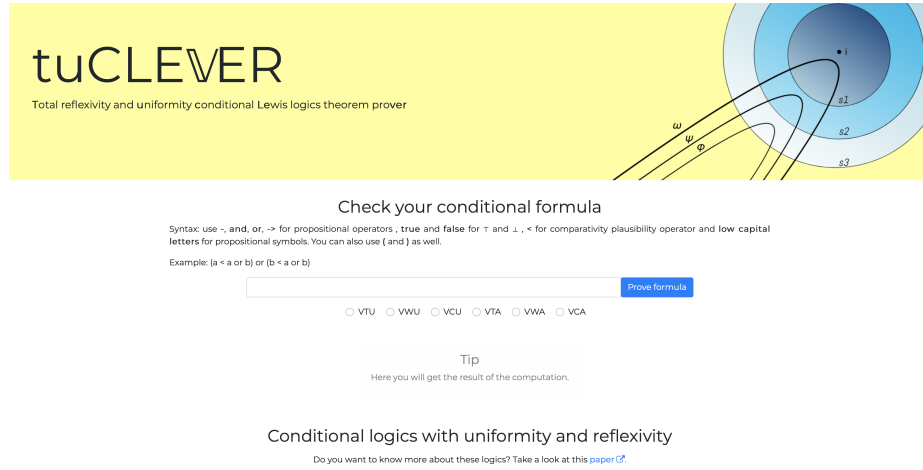 tuCLEVER
Total reflexivity and uniformity conditional Lewis logics theorem prover
i
s1
s2
s3
ω
Ψ
Φ
Check your conditional formula
Syntax: use -, and, or, -> for propositional operators , true and false for ⊤ and ⊥ , < for comparativity plausibility operator and low capital
letters for propositional symbols. You can also use ( and ) as well.
Example: (a < a or b) or (b < a or b)
Prove formula
VTU VWU VCU VTA VWA VCA
Tip
Here you will get the result of the computation.
Conditional logics with uniformity and reflexivity
Do you want to know more about these logics? Take a look at this paper.